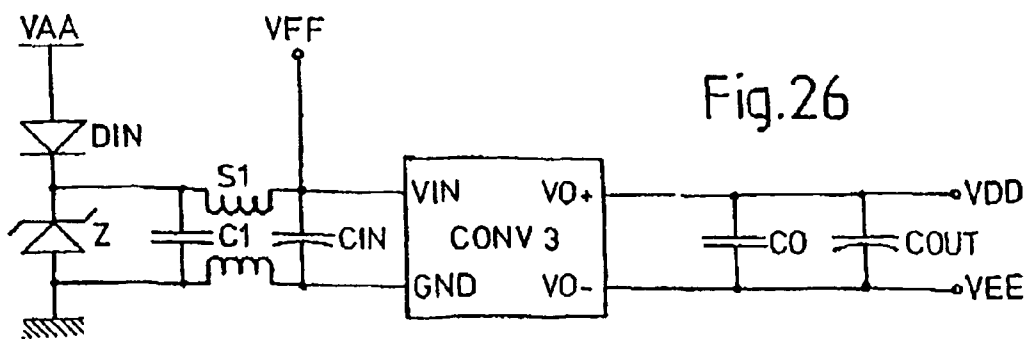 VAA
VFF
Fig.26
DIN
S1
VIN
VO+
VDD
Z
C1
CIN
CONV 3
CO
COUT
GND
VO-
VEE